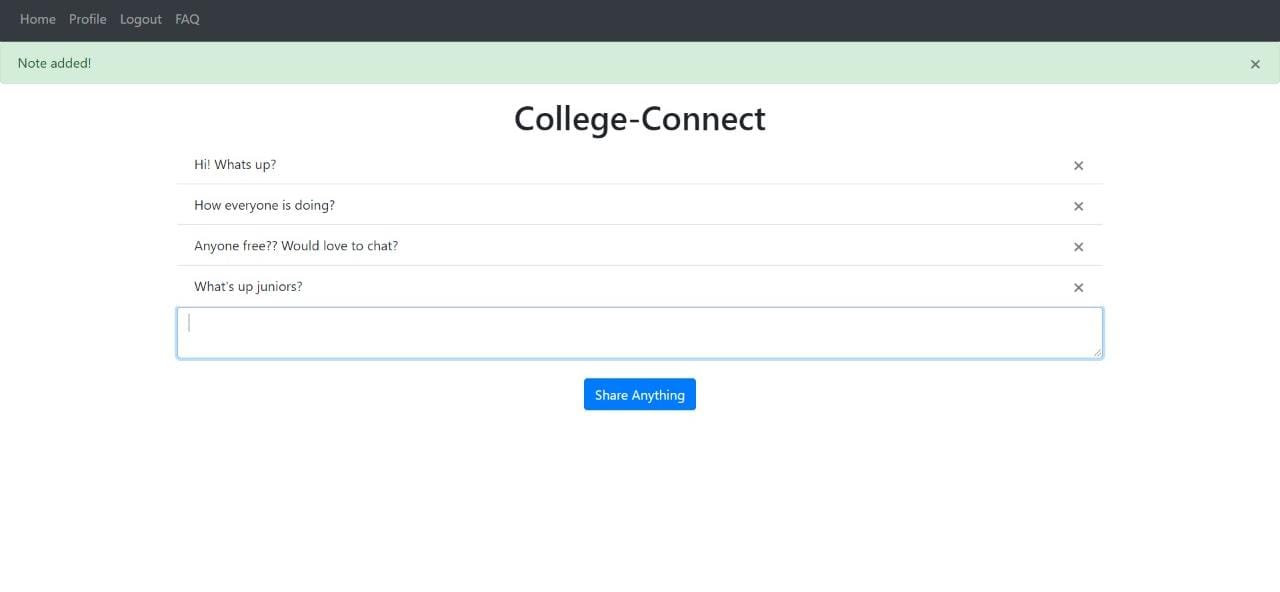 Home Profile Logout FAQ
Note added! ×
College-Connect
Hi! Whats up? ×
How everyone is doing? ×
Anyone free?? Would love to chat? ×
What's up juniors? ×
Share Anything